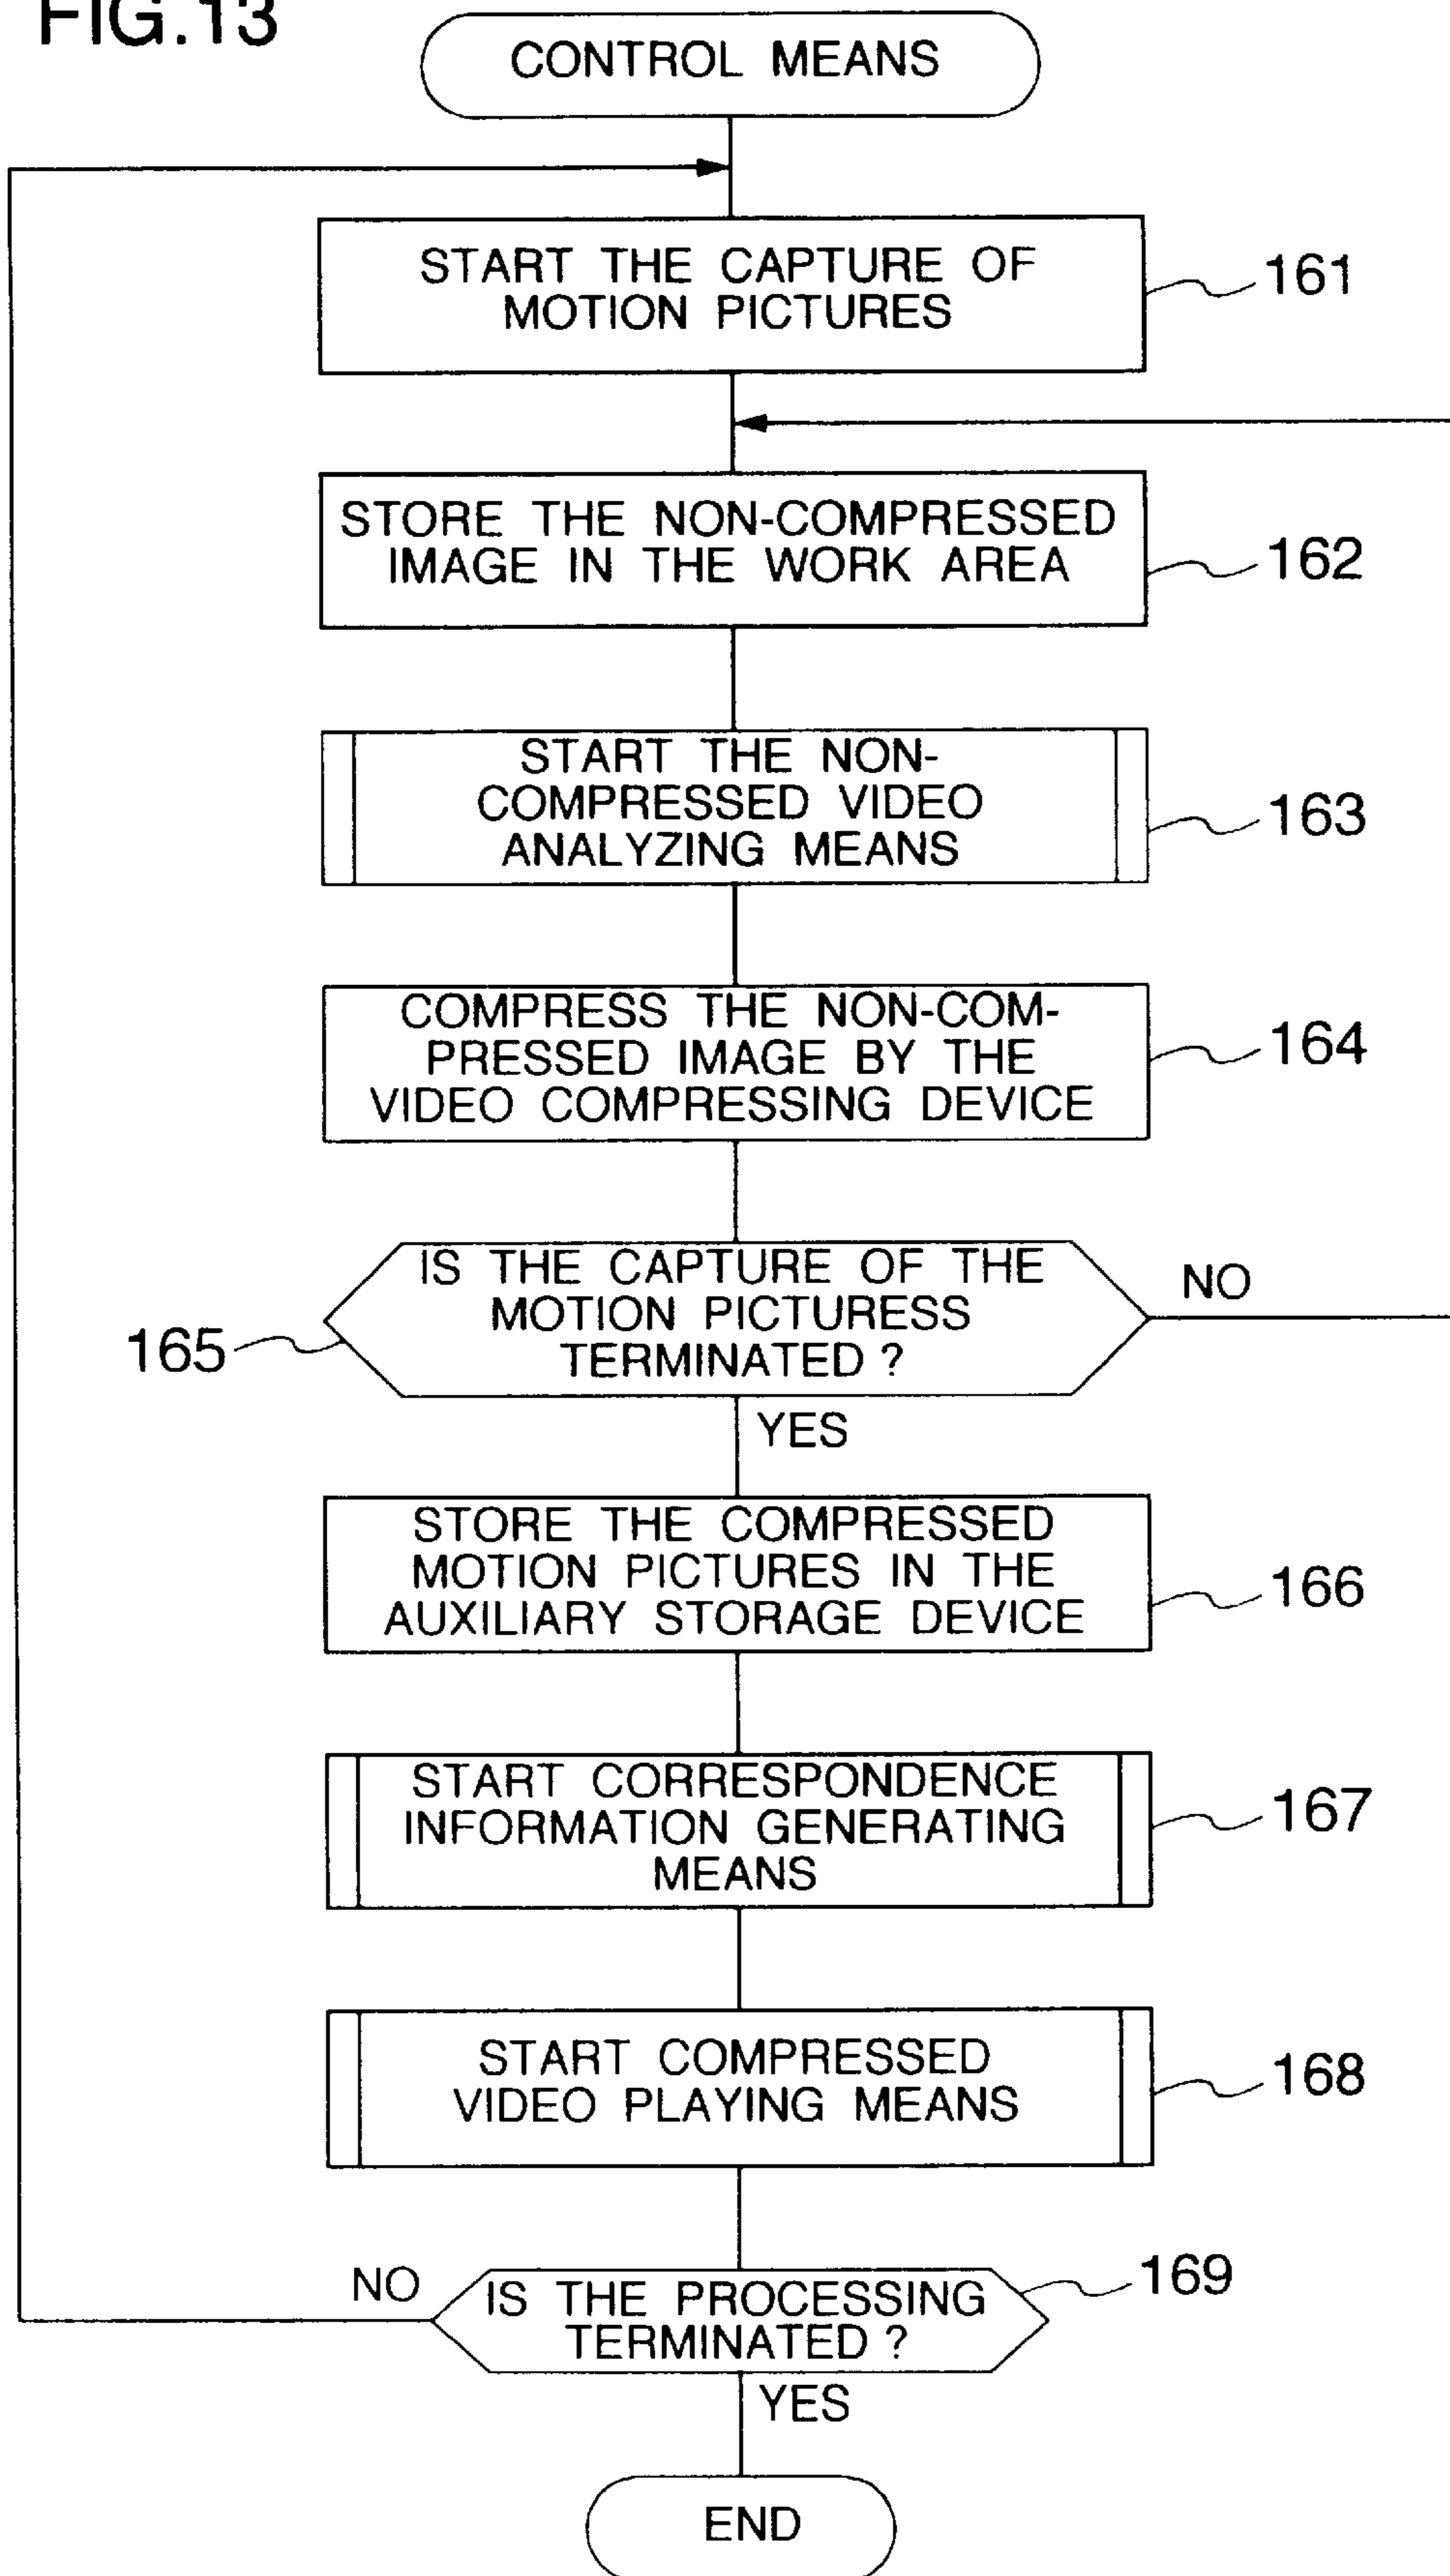 FIG.13
CONTROL MEANS
START THE CAPTURE OF
MOTION PICTURES
161
STORE THE NON-COMPRESSED
IMAGE IN THE WORK AREA
162
START THE NON-
COMPRESSED VIDEO
ANALYZING MEANS
163
COMPRESS THE NON-COM-
PRESSED IMAGE BY THE
VIDEO COMPRESSING DEVICE
164
IS THE CAPTURE OF THE
MOTION PICTURESS
TERMINATED ?
NO
165
YES
STORE THE COMPRESSED
MOTION PICTURES IN THE
AUXILIARY STORAGE DEVICE
166
START CORRESPONDENCE
INFORMATION GENERATING
MEANS
167
START COMPRESSED
VIDEO PLAYING MEANS
168
NO
IS THE PROCESSING
TERMINATED ?
169
YES
END